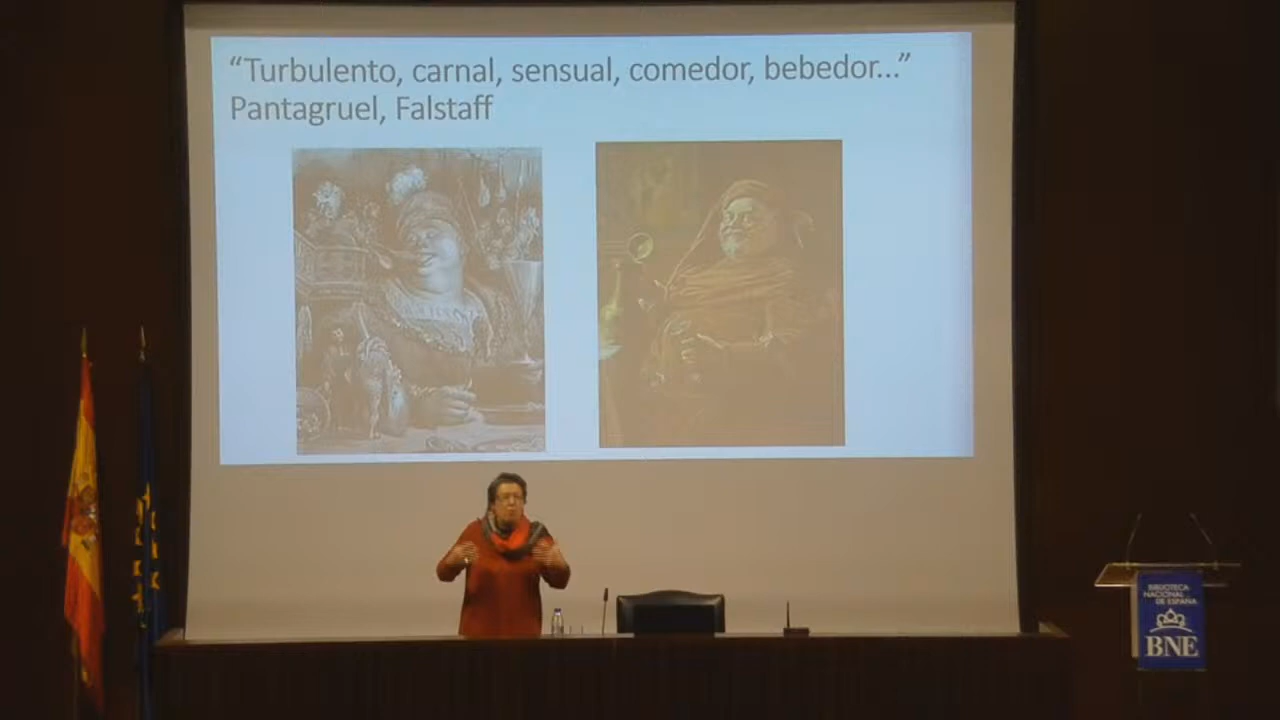 “Turbulento, carnal, sensual, comedor, bebedor...”
Pantagruel, Falstaff
BIBLIOTECA
NACIONAL
DE ESPAÑA
BNE